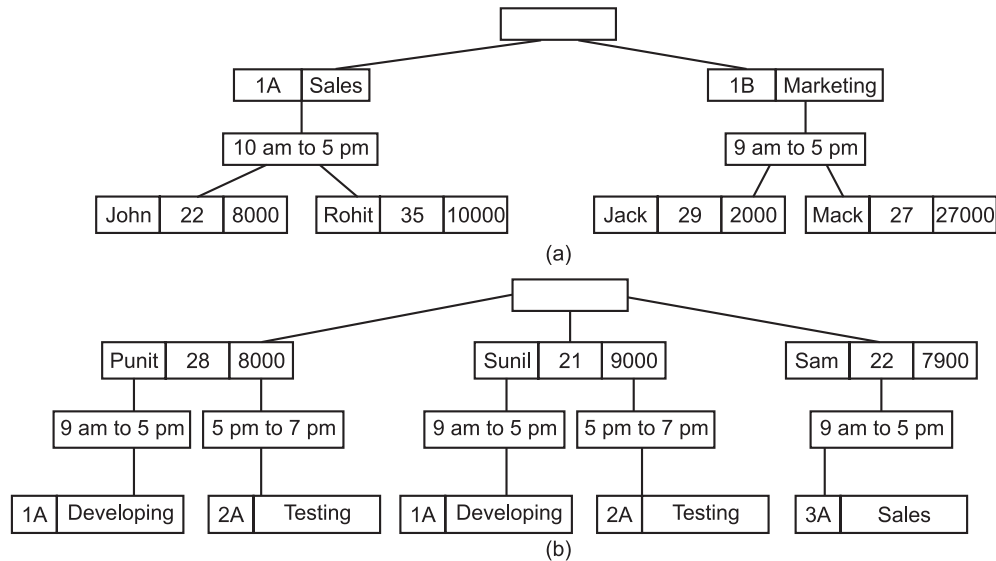 1A Sales 1B Marketing
10 am to 5 pm 9 am to 5 pm
John 22 8000 Rohit 35 10000 Jack 29 2000 Mack 27 27000
(a)
Punit 28 8000 Sunil 21 9000 Sam 22 7900
9 am to 5 pm 5 pm to 7 pm 9 am to 5 pm 5 pm to 7 pm 9 am to 5 pm
1A Developing 2A Testing 1A Developing 2A Testing 3A Sales
(b)